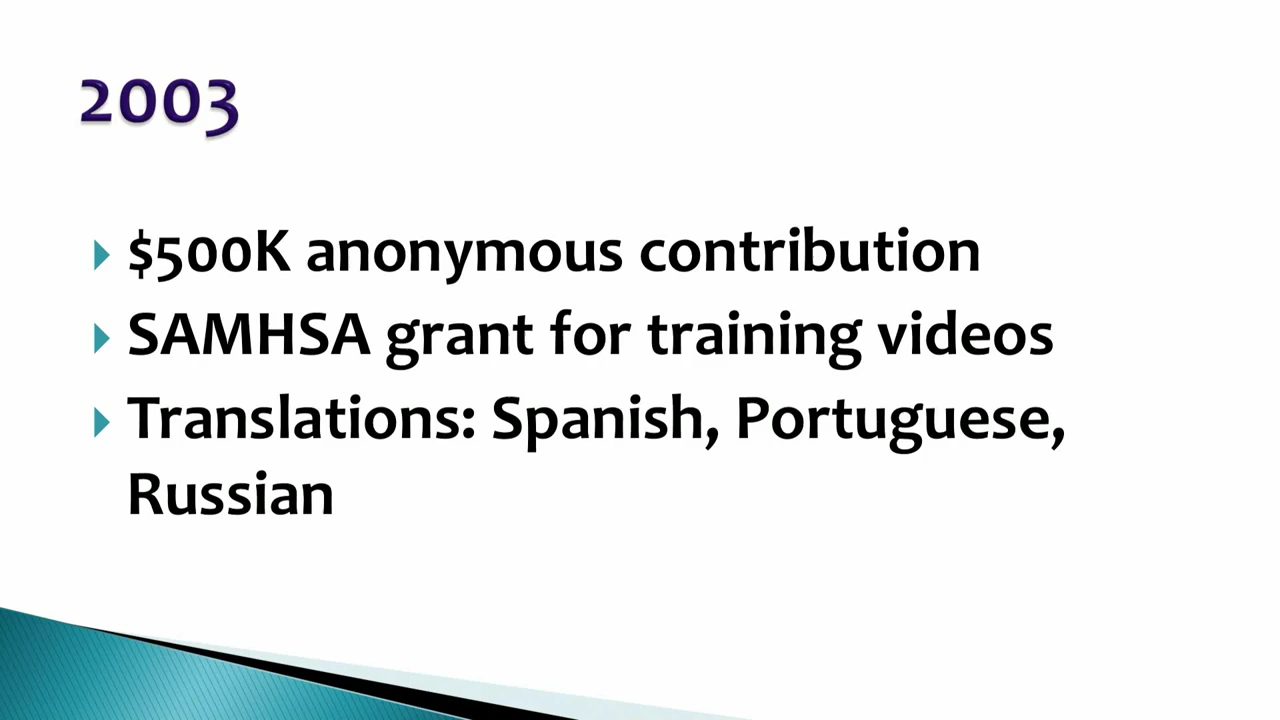 2003
$500K anonymous contribution
SAMHSA grant for training videos
Translations: Spanish, Portuguese,
Russian